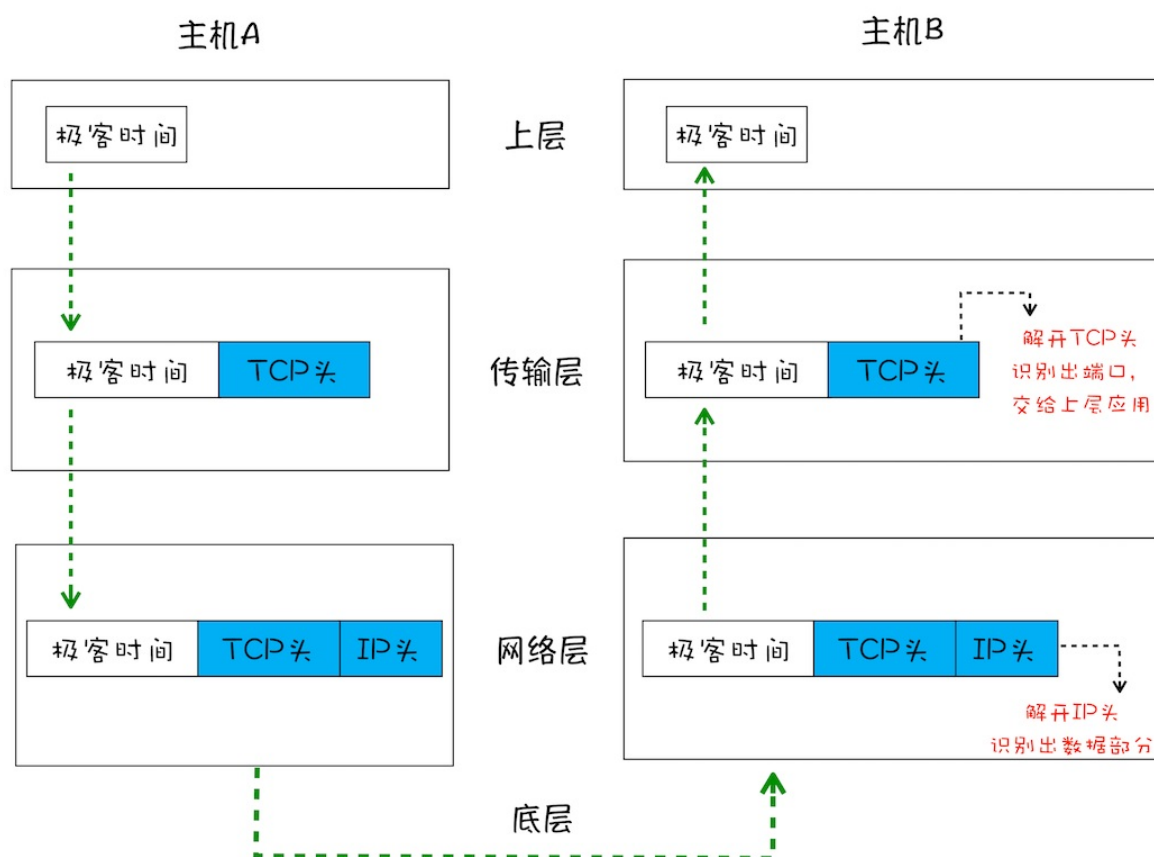 主机A
主机B
极客时间
上层
极客时间
极客时间
TCP头
传输层
极客时间
TCP头
解开TCP头
识别出端口，
交给上层应用
极客时间
TCP头
IP头
网络层
极客时间
TCP头
IP头
解开IP头
识别出数据部分
底层